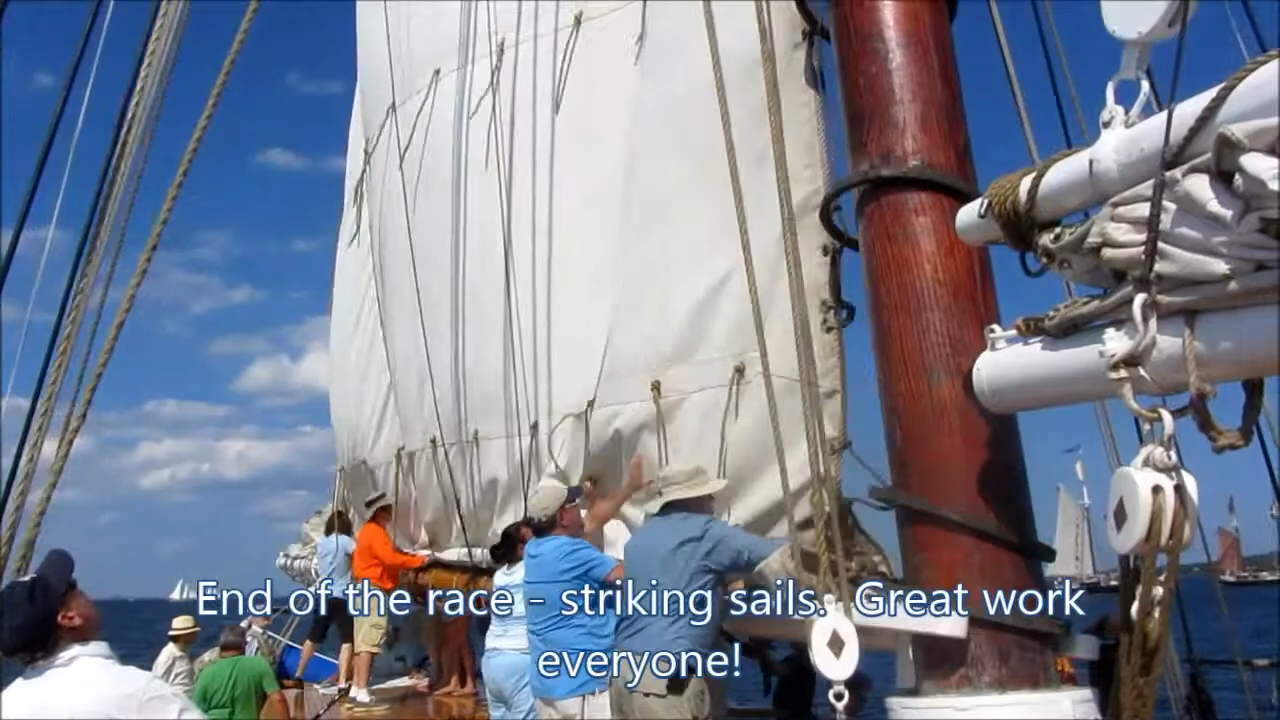 End of the race - striking sails.  Great work
everyone!